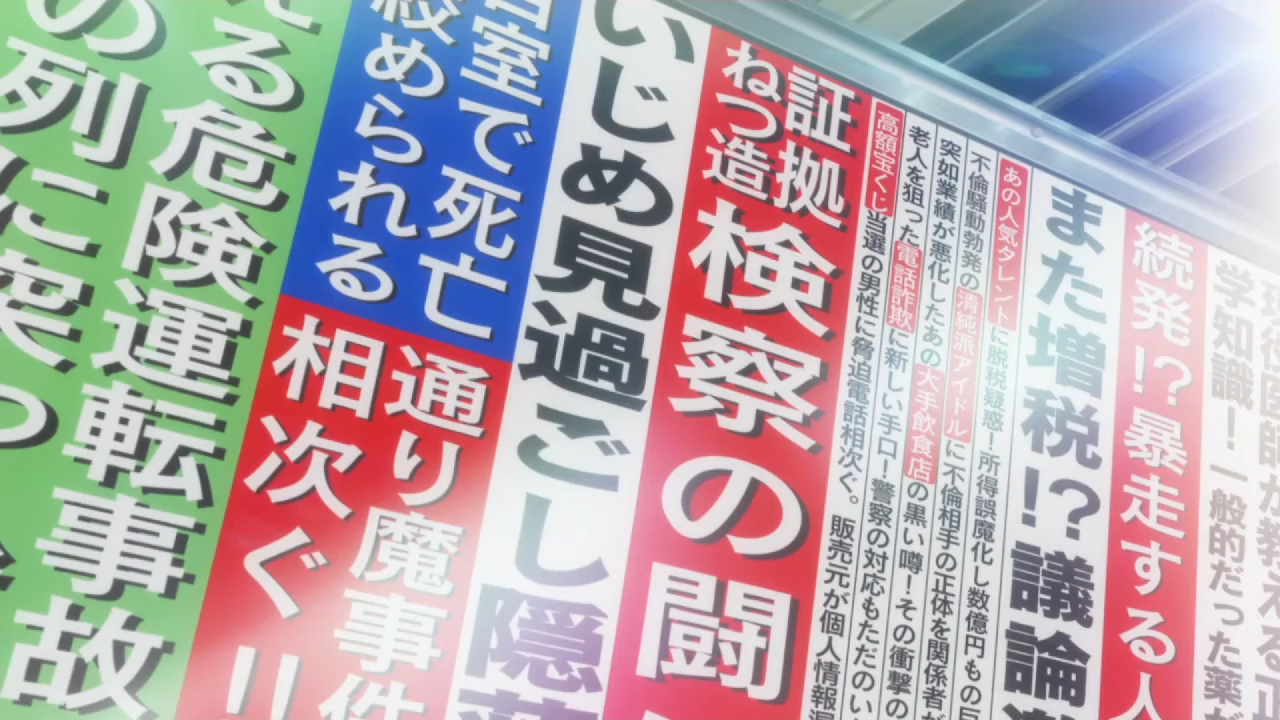 現役医師が教える正
学知識！一般的だった薬が
続発!?暴走する人
また増税!?議論
あの人気タレントに脱税疑惑！所得誤魔化し数億円もの巨
不倫騒動勃発の清純派アイドルに不倫相手の正体を関係者が
突如業績が悪化したあの大手飲食店の黒い噂！その衝撃の
老人を狙った電話詐欺に新しい手口！警察の対応もただのい
高額宝くじ当選の男性に脅迫電話相次ぐ。販売元が個人情報漏
証拠
ねつ造
検察の闇
いじめ見過ごし隠
室で死亡
絞められる
通り魔事件
相次ぐ!!
える危険運転事故
の列に突っ